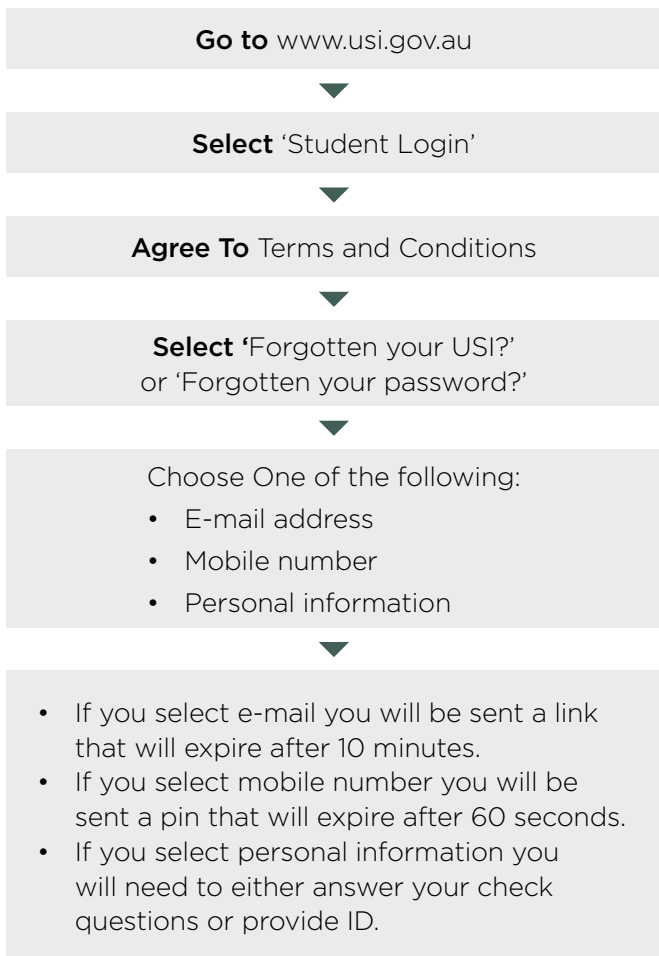 Go to www.usi.gov.au
Select ‘Student Login’
Agree To Terms and Conditions
Select ‘Forgotten your USI?’
or ‘Forgotten your password?’
Choose One of the following:
• E-mail address
• Mobile number
• Personal information
• If you select e-mail you will be sent a link
that will expire after 10 minutes.
• If you select mobile number you will be
sent a pin that will expire after 60 seconds.
• If you select personal information you
will need to either answer your check
questions or provide ID.